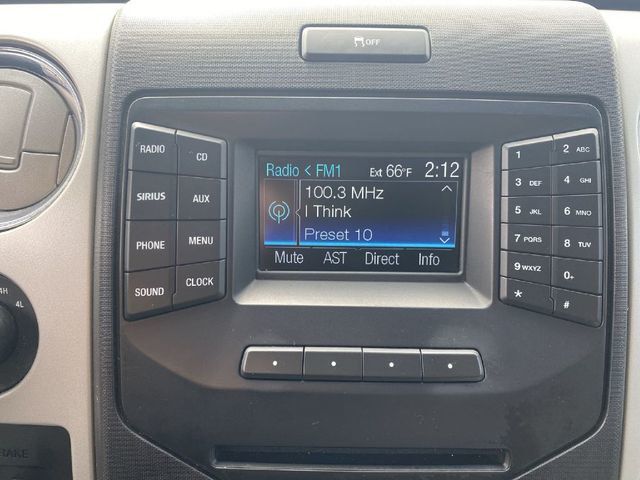 OFF
RADIO
CD
SIRIUS
AUX
PHONE
MENU
SOUND
CLOCK
Radio < FM1 Ext 66°F 2:12
100.3 MHz
I Think
Preset 10
Mute AST Direct Info
1
2 ABC
3 DEF
4 GHI
5 JKL
6 MNO
7 PQRS
8 TUV
9 WXYZ
0+
*
#
4H
4L
RAKE